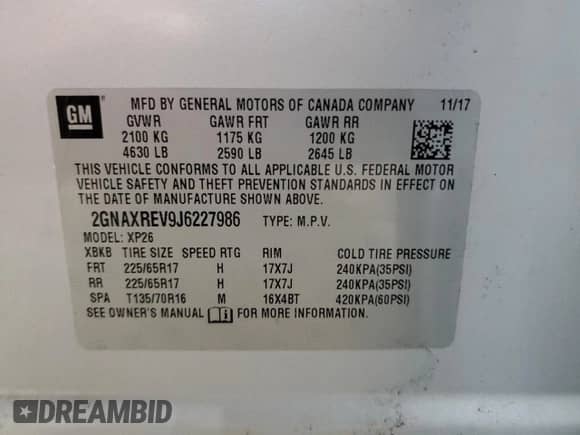 GM
MFD BY GENERAL MOTORS OF CANADA COMPANY 11/17
GVWR GAWR FRT GAWR RR
2100 KG 1175 KG 1200 KG
4630 LB 2590 LB 2645 LB
THIS VEHICLE CONFORMS TO ALL APPLICABLE U.S. FEDERAL MOTOR
VEHICLE SAFETY AND THEFT PREVENTION STANDARDS IN EFFECT ON
THE DATE OF MANUFACTURE SHOWN ABOVE.
2GNAXREV9J6227986 TYPE: M.P.V.
MODEL: XP26
XBKB TIRE SIZE SPEED RTG RIM COLD TIRE PRESSURE
FRT 225/65R17 H 17X7J 240KPA(35PSI)
RR 225/65R17 H 17X7J 240KPA(35PSI)
SPA T135/70R16 M 16X4BT 420KPA(60PSI)
SEE OWNER'S MANUAL FOR MORE INFORMATION.
DREAMBID